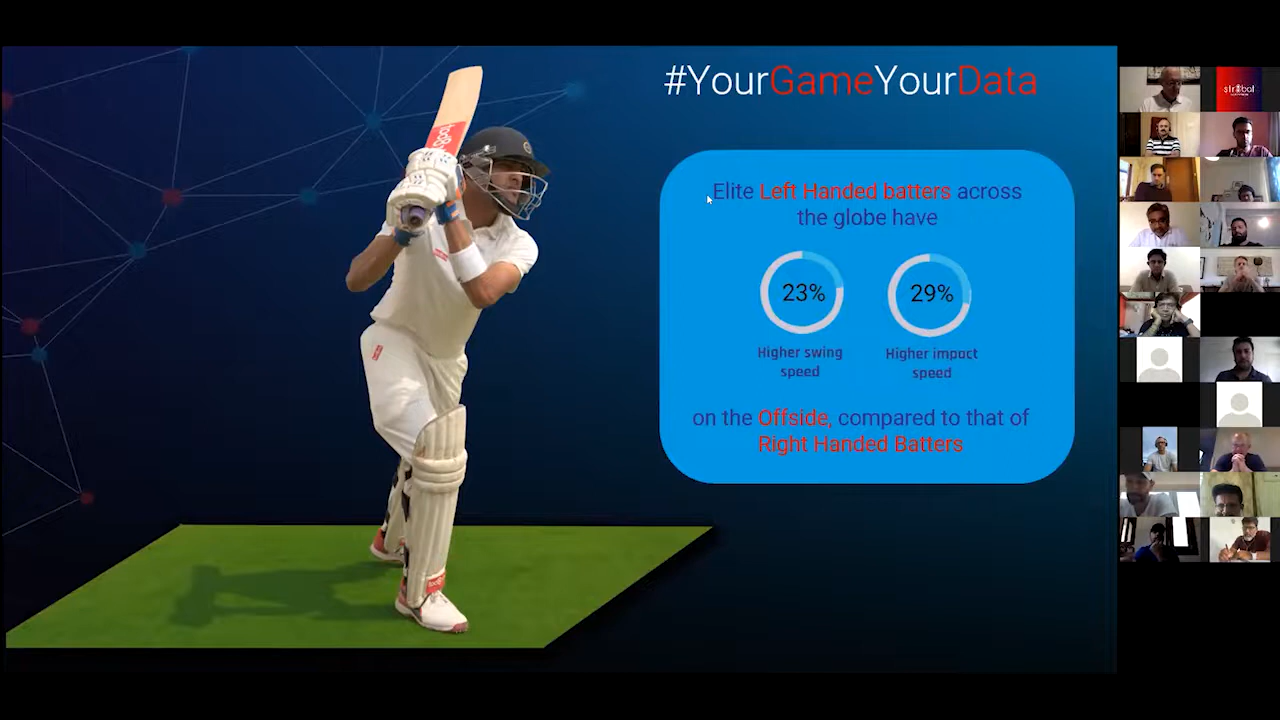 #YourGameYourData
Elite Left Handed batters across
the globe have
23%
29%
Higher swing
speed
Higher impact
speed
on the Offside, compared to that of
Right Handed Batters